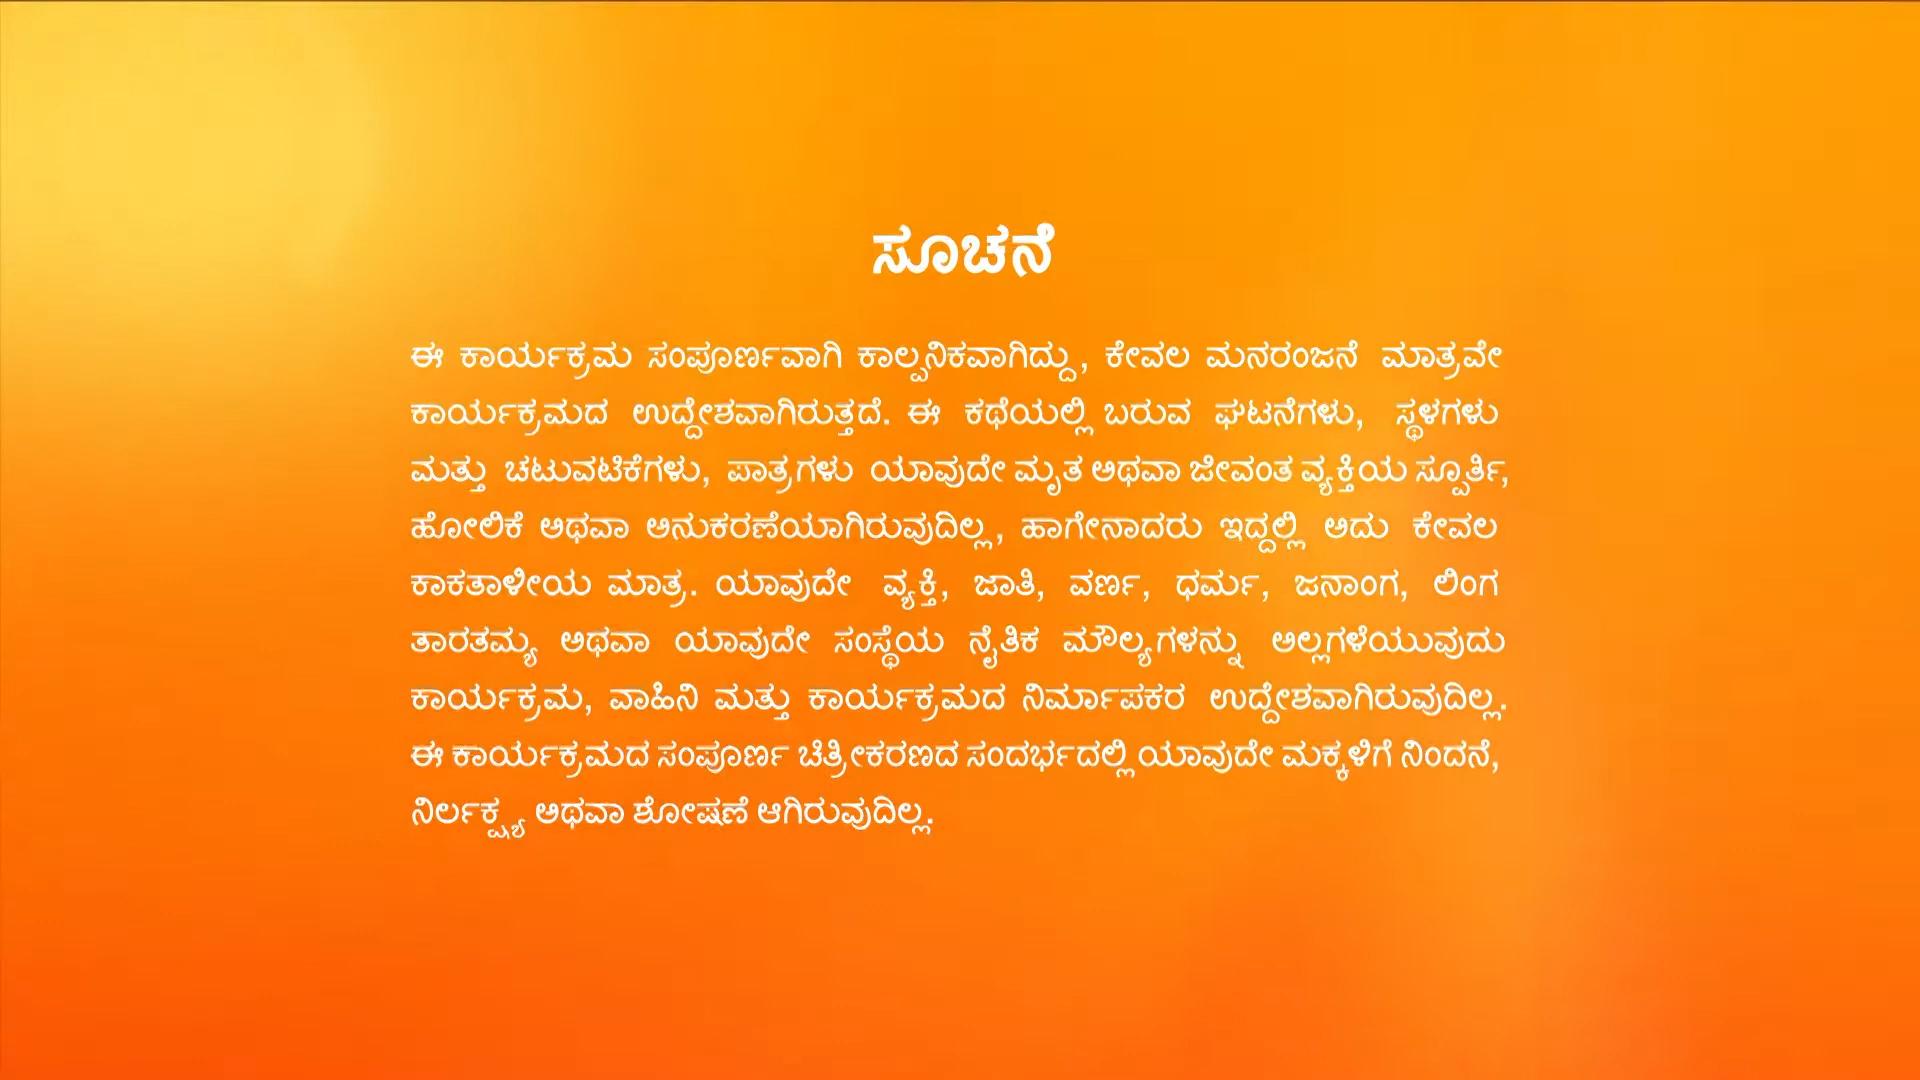 ಸೂಚನೆ
ಈ ಕಾರ್ಯಕ್ರಮ ಸಂಪೂರ್ಣವಾಗಿ ಕಾಲ್ಪನಿಕವಾಗಿದ್ದು, ಕೇವಲ ಮನರಂಜನೆ ಮಾತ್ರವೇ
ಕಾರ್ಯಕ್ರಮದ ಉದ್ದೇಶವಾಗಿರುತ್ತದೆ. ಈ ಕಥೆಯಲ್ಲಿ ಬರುವ ಘಟನೆಗಳು, ಸ್ಥಳಗಳು
ಮತ್ತು ಚಟುವಟಿಕೆಗಳು, ಪಾತ್ರಗಳು ಯಾವುದೇ ಮೃತ ಅಥವಾ ಜೀವಂತ ವ್ಯಕ್ತಿಯ ಸ್ಪೂರ್ತಿ,
ಹೋಲಿಕೆ ಅಥವಾ ಅನುಕರಣೆಯಾಗಿರುವುದಿಲ್ಲ, ಹಾಗೇನಾದರು ಇದ್ದಲ್ಲಿ ಅದು ಕೇವಲ
ಕಾಕತಾಳೀಯ ಮಾತ್ರ. ಯಾವುದೇ ವ್ಯಕ್ತಿ, ಜಾತಿ, ವರ್ಣ, ಧರ್ಮ, ಜನಾಂಗ, ಲಿಂಗ
ತಾರತಮ್ಯ ಅಥವಾ ಯಾವುದೇ ಸಂಸ್ಥೆಯ ನೈತಿಕ ಮೌಲ್ಯಗಳನ್ನು ಅಲ್ಲಗಳೆಯುವುದು
ಕಾರ್ಯಕ್ರಮ, ವಾಹಿನಿ ಮತ್ತು ಕಾರ್ಯಕ್ರಮದ ನಿರ್ಮಾಪಕರ ಉದ್ದೇಶವಾಗಿರುವುದಿಲ್ಲ.
ಈ ಕಾರ್ಯಕ್ರಮದ ಸಂಪೂರ್ಣ ಚಿತ್ರೀಕರಣದ ಸಂದರ್ಭದಲ್ಲಿ ಯಾವುದೇ ಮಕ್ಕಳಿಗೆ ನಿಂದನೆ,
ನಿರ್ಲಕ್ಷ್ಯ ಅಥವಾ ಶೋಷಣೆ ಆಗಿರುವುದಿಲ್ಲ.